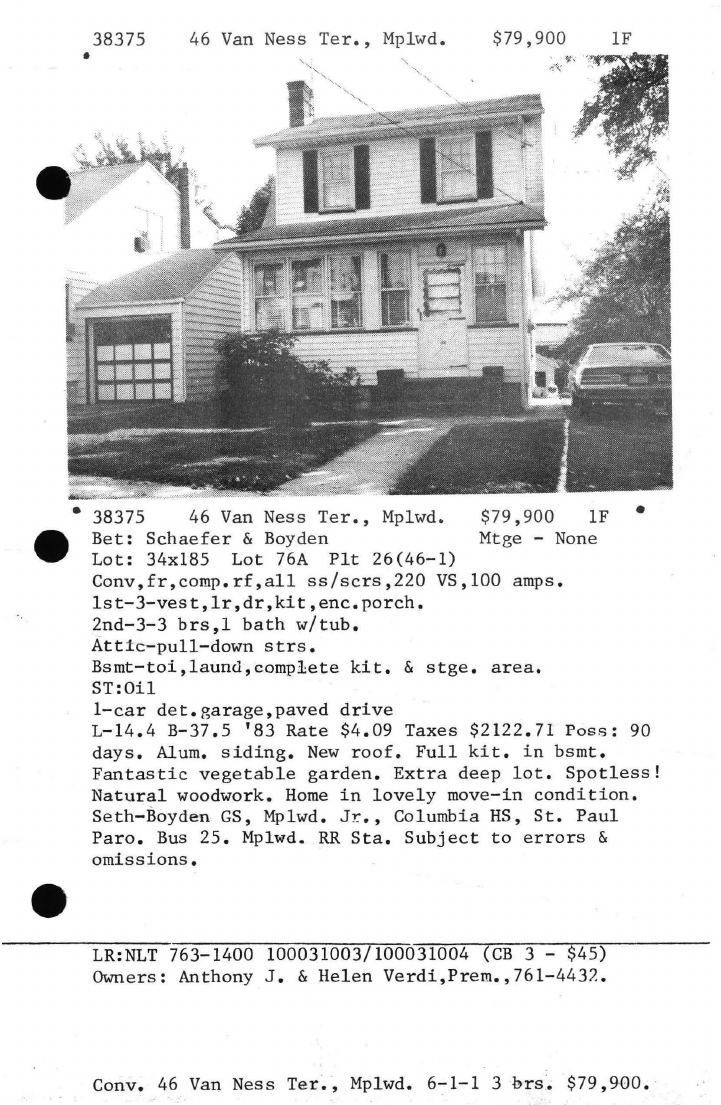 38375    46 Van Ness Ter., Mplwd.    $79,900    1F
38375    46 Van Ness Ter., Mplwd.    $79,900    1F
Bet: Schaefer & Boyden    Mtge - None
Lot: 34x185  Lot 76A  Plt 26(46-1)
Conv,fr,comp.rf,all ss/scrs,220 VS,100 amps.
1st-3-vest,lr,dr,kit,enc.porch.
2nd-3-3 brs,1 bath w/tub.
Attic-pull-down strs.
Bsmt-toi,laund,complete kit. & stge. area.
ST:Oil
1-car det.garage,paved drive
L-14.4 B-37.5 '83 Rate $4.09 Taxes $2122.71 Poss: 90
days. Alum. siding. New roof. Full kit. in bsmt.
Fantastic vegetable garden. Extra deep lot. Spotless!
Natural woodwork. Home in lovely move-in condition.
Seth-Boyden GS, Mplwd. Jr., Columbia HS, St. Paul
Paro. Bus 25. Mplwd. RR Sta. Subject to errors &
omissions.
LR:NLT 763-1400 100031003/100031004 (CB 3 - $45)
Owners: Anthony J. & Helen Verdi,Prem.,761-4432.
Conv. 46 Van Ness Ter., Mplwd. 6-1-1 3 brs. $79,900.